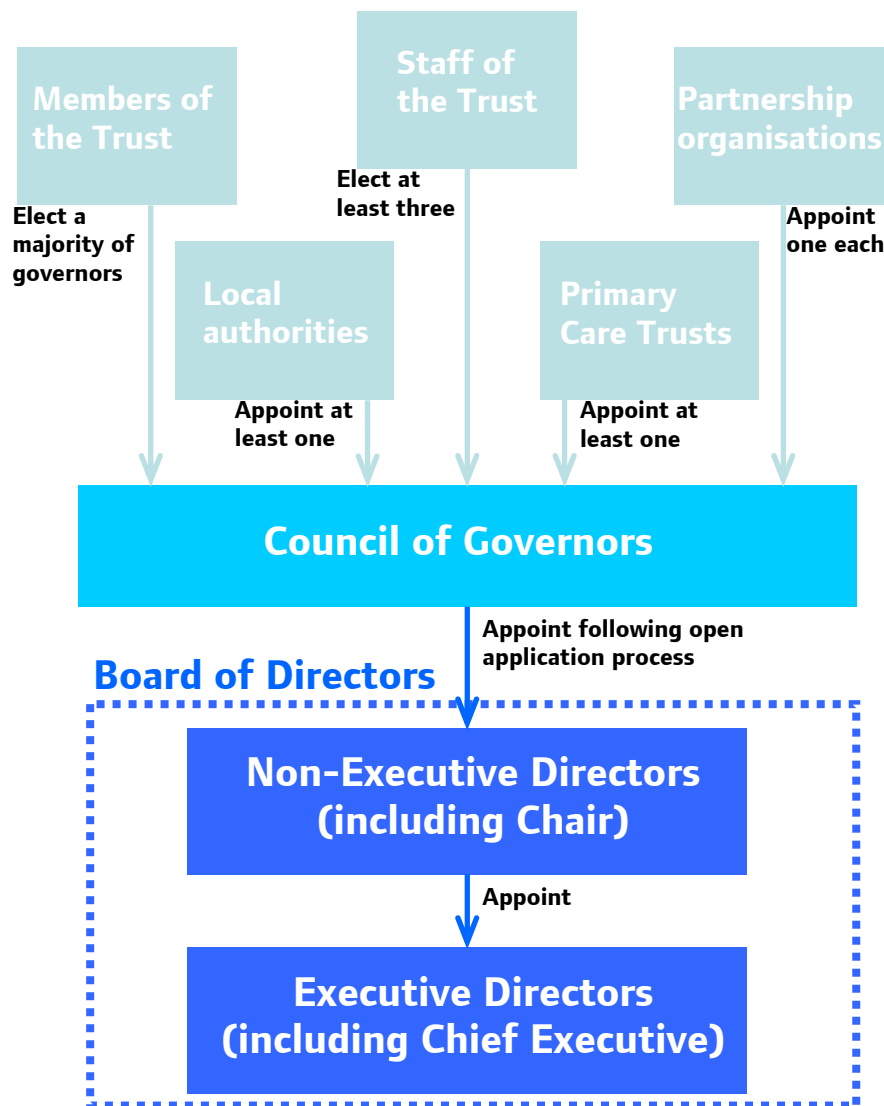 Members of
the Trust
Staff of
the Trust
Partnership
organisations
Elect a
majority of
governors
Elect at
least three
Appoint
one each
Local
authorities
Primary
Care Trusts
Appoint at
least one
Appoint at
least one
Council of Governors
Appoint following open
application process
Board of Directors
Non-Executive Directors
(including Chair)
Appoint
Executive Directors
(including Chief Executive)